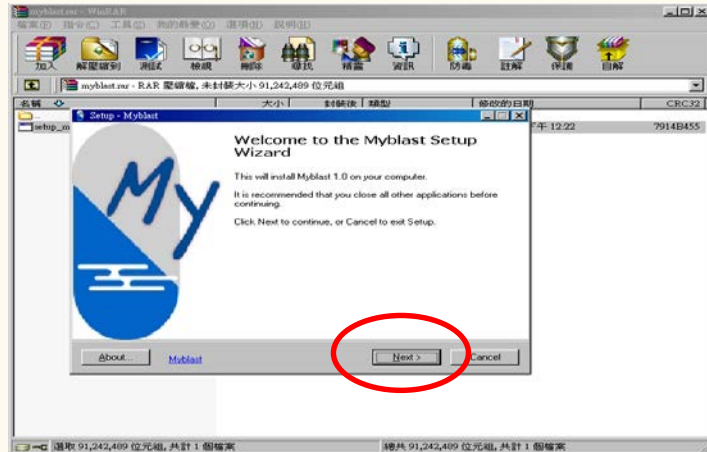 myblast.rar - WinRAR
檔案(F) 指令(C) 工具(S) 我的最愛(O) 選項(N) 說明(H)
加入 解壓縮到 測試 檢視 刪除 尋找 精靈 資訊 防毒 註解 保護 自解
myblast.rar - RAR 壓縮檔, 未封裝大小 91,242,489 位元組
名稱 大小 封裝後 類型 修改的日期 CRC32
..
setup_m 午 12:22 7914B455
Setup - Myblast
Welcome to the Myblast Setup
Wizard
This will install Myblast 1.0 on your computer.
It is recommended that you close all other applications before
continuing.
Click Next to continue, or Cancel to exit Setup.
My
About... Myblast Next > Cancel
選取 91,242,489 位元組, 共計 1 個檔案 總共 91,242,489 位元組, 共計 1 個檔案